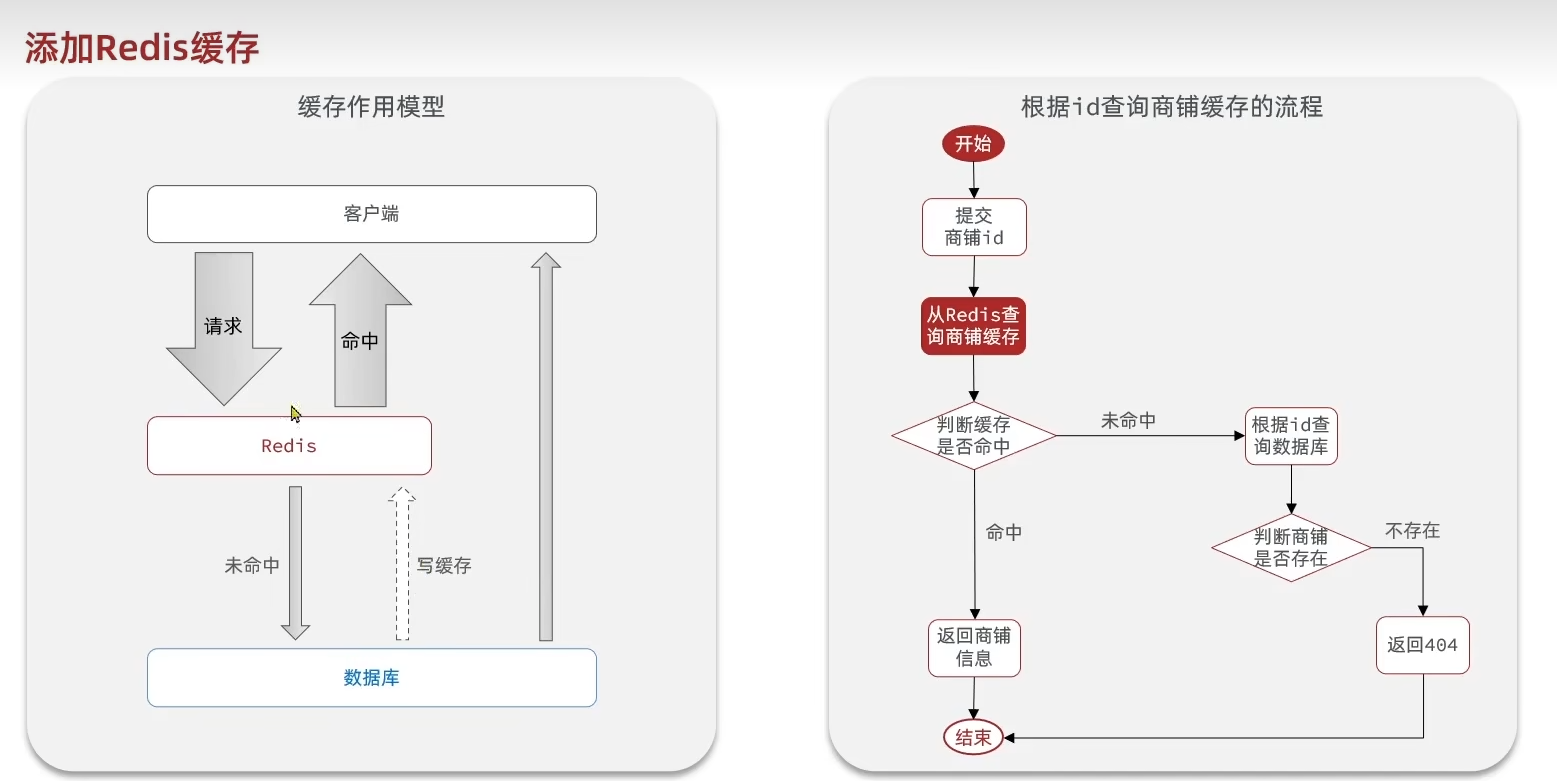 添加Redis缓存
缓存作用模型
客户端
请求
命中
Redis
未命中
写缓存
数据库
根据id查询商铺缓存的流程
开始
提交
商铺id
从Redis查
询商铺缓存
判断缓存
是否命中
未命中
根据id查
询数据库
命中
判断商铺
是否存在
不存在
返回商铺
信息
返回404
结束